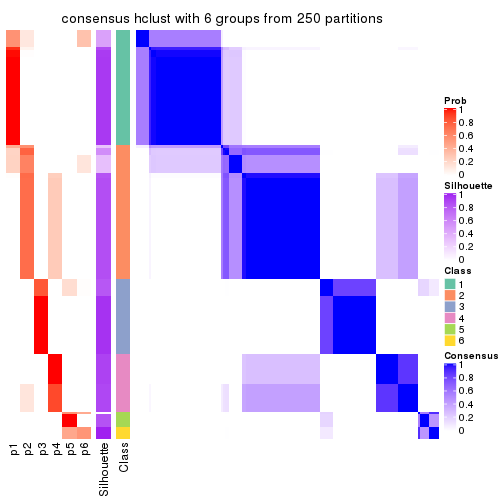 consensus hclust with 6 groups from 250 partitions
Prob
1
0.8
0.6
0.4
0.2
0
Silhouette
1
0.8
0.6
0.4
0.2
0
Class
1
2
3
4
5
6
Consensus
1
0.8
0.6
0.4
0.2
0
p1
p2
p3
p4
p5
p6
Silhouette
Class